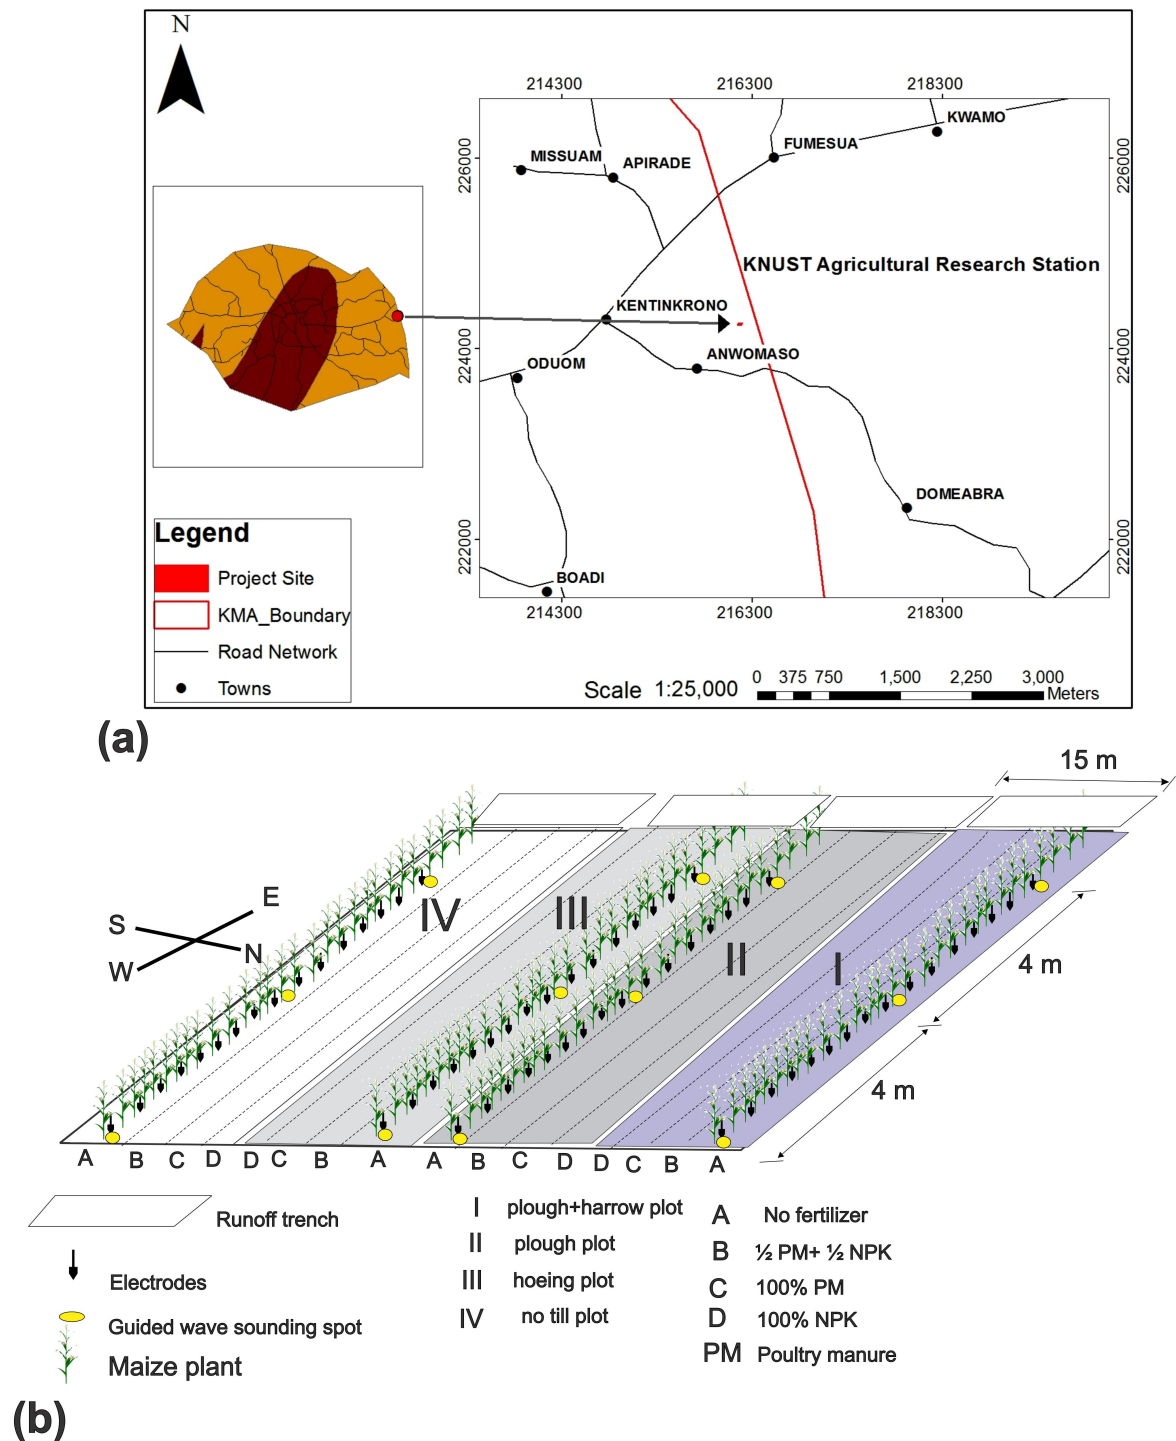 N
214300 216300 218300
226000 226000
224000 224000
222000 222000
KWAMO
FUMESUA
MISSUAM
APIRADE
KNUST Agricultural Research Station
KENTINKRONO
ANWOMASO
ODUOM
DOMEABRA
BOADI
214300 216300 218300
Legend
Project Site
KMA_Boundary
Road Network
Towns
Scale 1:25,000
0 375 750 1,500 2,250 3,000
Meters
(a)
15 m
S E
W N
IV III II I
4 m
4 m
A B C D D C B A A B C D D C B A
Runoff trench
Electrodes
Guided wave sounding spot
Maize plant
I plough+harrow plot
II plough plot
III hoeing plot
IV no till plot
A No fertilizer
B ½ PM+ ½ NPK
C 100% PM
D 100% NPK
PM Poultry manure
(b)